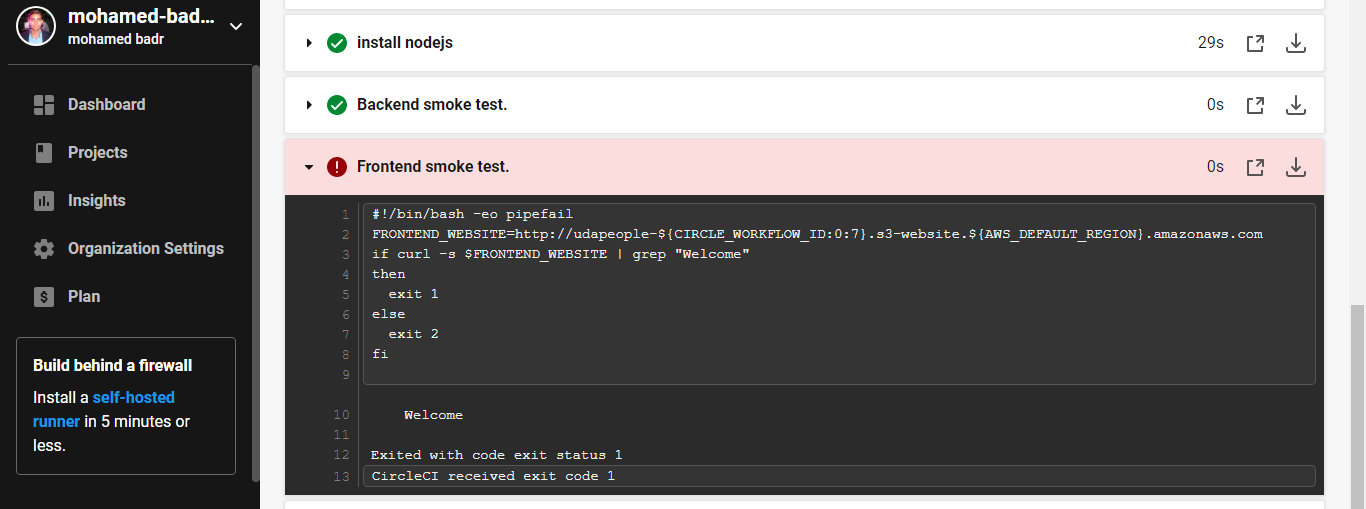 mohamed-bad...
mohamed badr
Dashboard
Projects
Insights
Organization Settings
Plan
Build behind a firewall
Install a self-hosted
runner in 5 minutes or
less.
install nodejs 29s
Backend smoke test. 0s
Frontend smoke test. 0s
1 #!/bin/bash -eo pipefail
2 FRONTEND_WEBSITE=http://udapeople-${CIRCLE_WORKFLOW_ID:0:7}.s3-website.${AWS_DEFAULT_REGION}.amazonaws.com
3 if curl -s $FRONTEND_WEBSITE | grep "Welcome"
4 then
5   exit 1
6 else
7   exit 2
8 fi
9
10     Welcome
11
12 Exited with code exit status 1
13 CircleCI received exit code 1